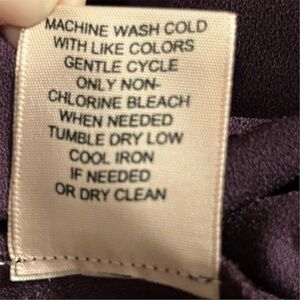 MACHINE WASH COLD
WITH LIKE COLORS
GENTLE CYCLE
ONLY NON-
CHLORINE BLEACH
WHEN NEEDED
TUMBLE DRY LOW
COOL IRON
IF NEEDED
OR DRY CLEAN